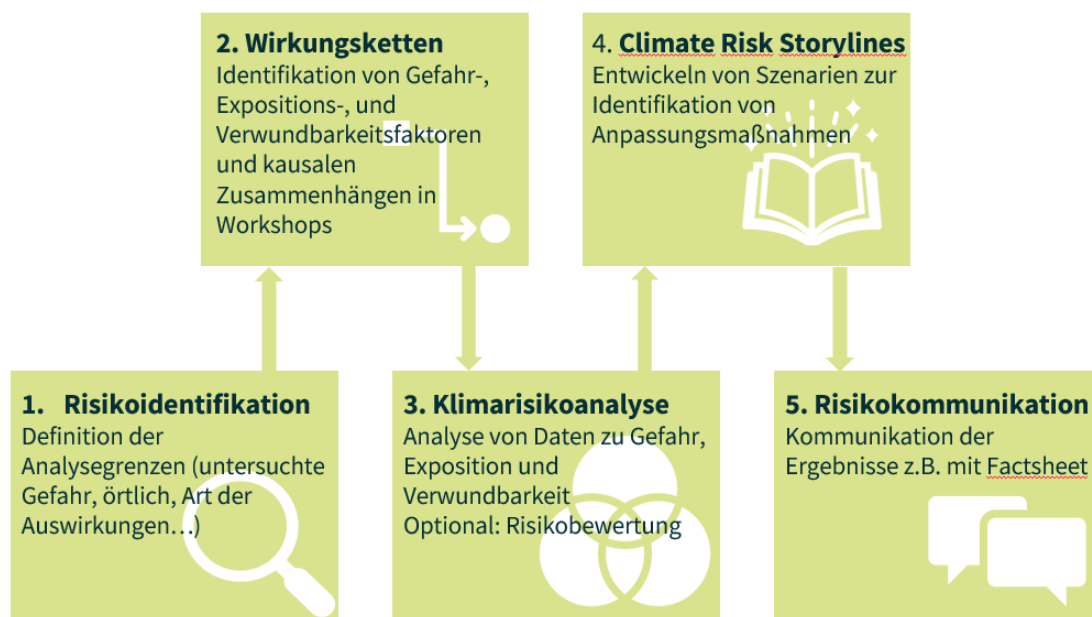 1. Risikoidentifikation
Definition der
Analysegrenzen (untersuchte
Gefahr, örtlich, Art der
Auswirkungen…)
2. Wirkungsketten
Identifikation von Gefahr-,
Expositions-, und
Verwundbarkeitsfaktoren
und kausalen
Zusammenhängen in
Workshops
3. Klimarisikoanalyse
Analyse von Daten zu Gefahr,
Exposition und
Verwundbarkeit
Optional: Risikobewertung
4. Climate Risk Storylines
Entwickeln von Szenarien zur
Identifikation von
Anpassungsmaßnahmen
5. Risikokommunikation
Kommunikation der
Ergebnisse z.B. mit Factsheet